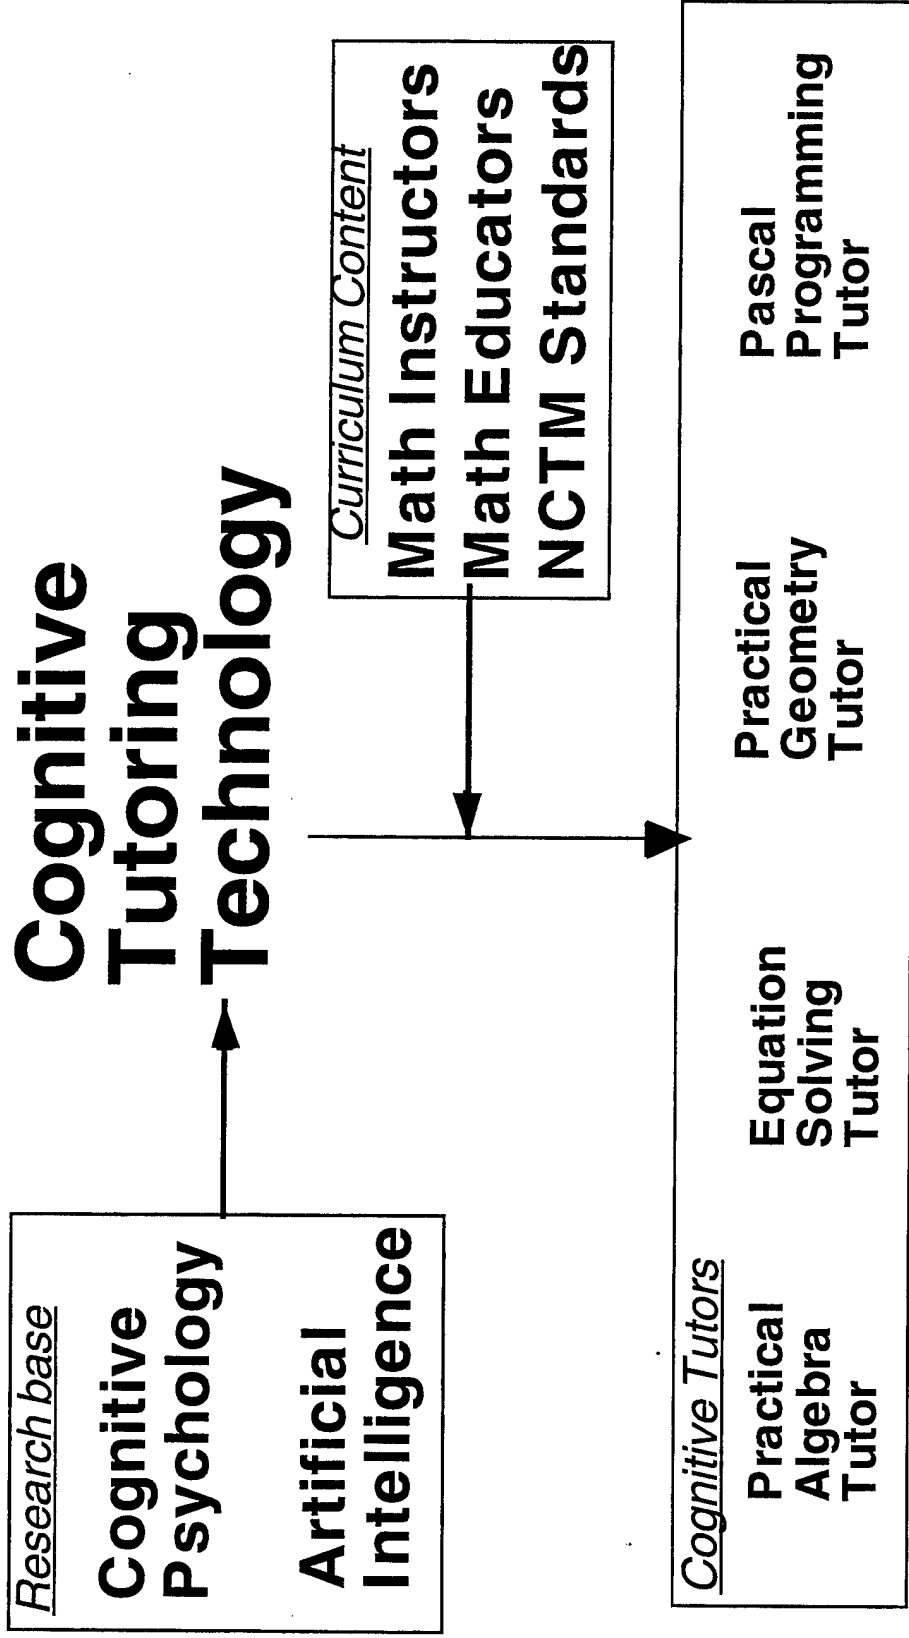 Cognitive
Tutoring
Technology
Research base
Cognitive
Psychology
Artificial
Intelligence
Curriculum Content
Math Instructors
Math Educators
NCTM Standards
Cognitive Tutors
Practical
Algebra
Tutor
Equation
Solving
Tutor
Practical
Geometry
Tutor
Pascal
Programming
Tutor